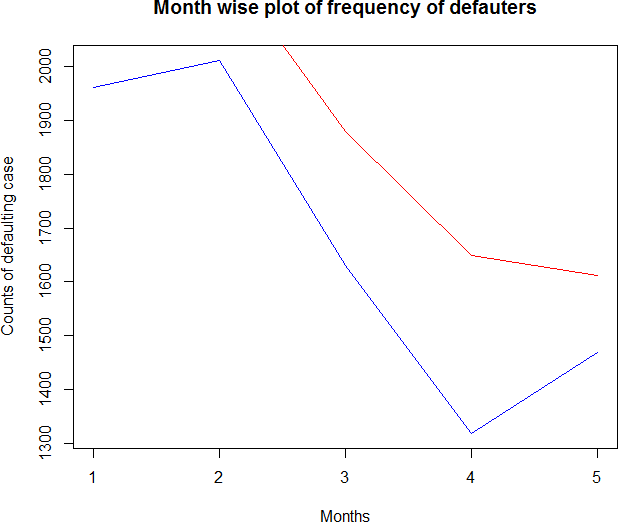 Month wise plot of frequency of defauters
Counts of defaulting case
2000
1900
1800
1700
1600
1500
1400
1300
1 2 3 4 5
Months